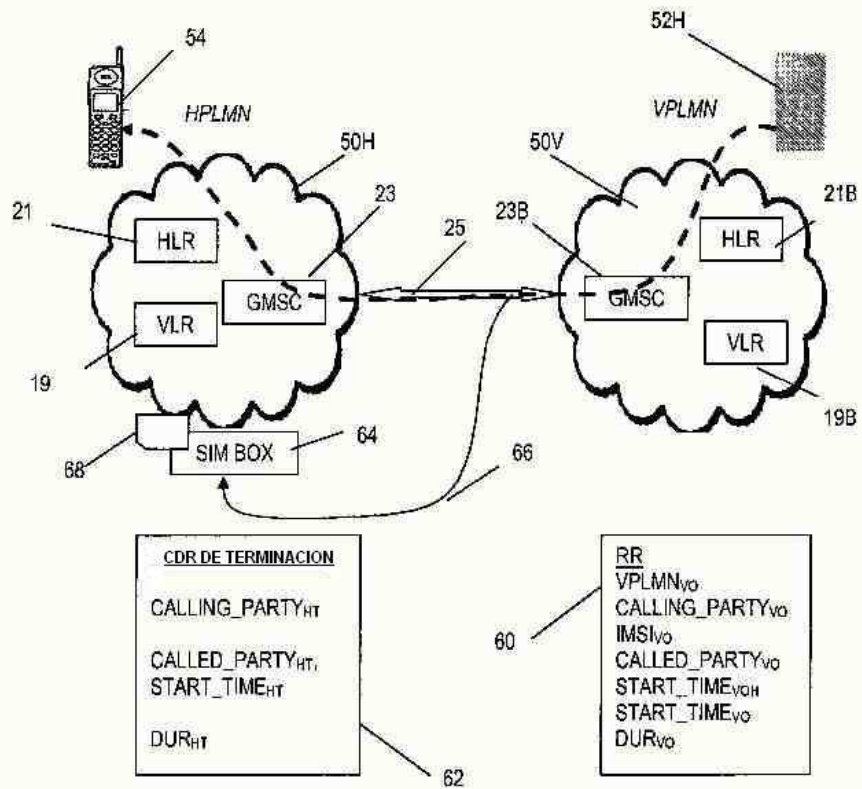 54
52H
HPLMN
VPLMN
50H
50V
21
23
23B
21B
25
HLR
HLR
GMSC
GMSC
VLR
VLR
19
19B
64
68
SIM BOX
66
CDR DE TERMINACION
CALLING_PARTYHT
CALLED_PARTYHT,
START_TIMEHT
DURHT
62
60
RR
VPLMNVO
CALLING_PARTYVO
IMSIVO
CALLED_PARTYVO
START_TIMEVOH
START_TIMEVO
DURVO